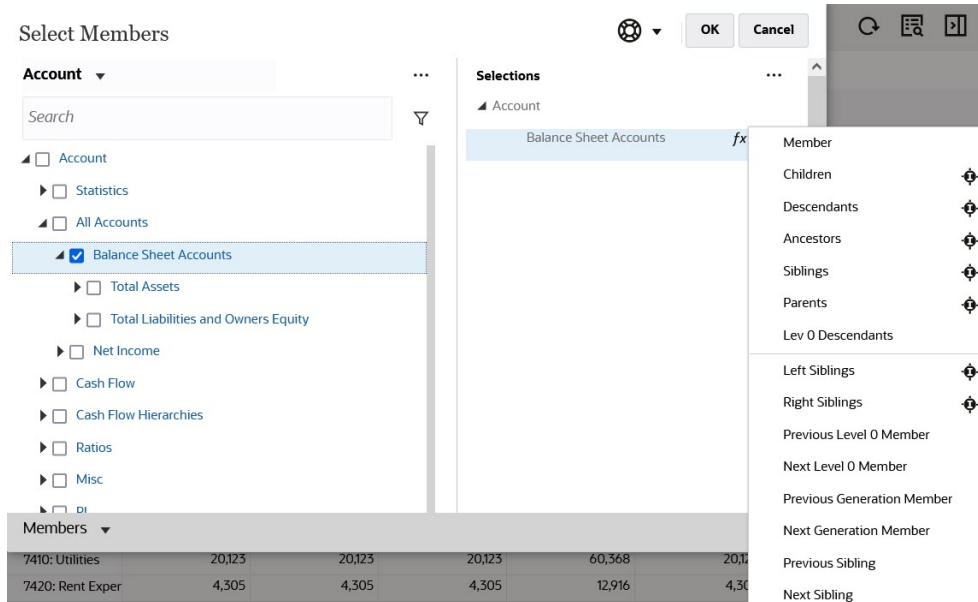 Select Members
OK
Cancel
Account
...
Search
Account
Statistics
All Accounts
Balance Sheet Accounts
Total Assets
Total Liabilities and Owners Equity
Net Income
Cash Flow
Cash Flow Hierarchies
Ratios
Misc
Members
Selections
...
Account
Balance Sheet Accounts fx
Member
Children
Descendants
Ancestors
Siblings
Parents
Lev 0 Descendants
Left Siblings
Right Siblings
Previous Level 0 Member
Next Level 0 Member
Previous Generation Member
Next Generation Member
Previous Sibling
Next Sibling
7410: Utilities 20,123 20,123 20,123 60,368
7420: Rent Exper 4,305 4,305 4,305 12,916